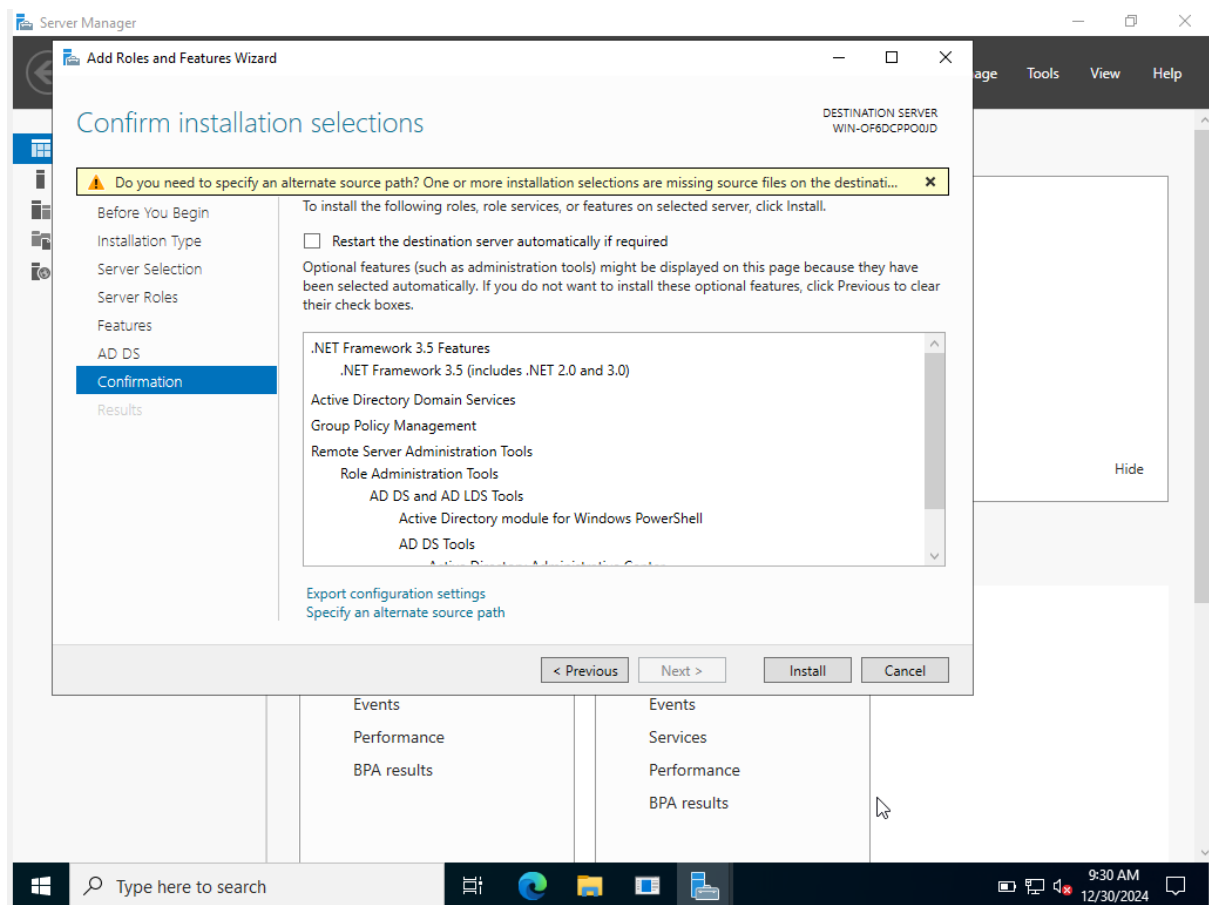 Server Manager
Add Roles and Features Wizard
Tools
View
Help
Confirm installation selections
DESTINATION SERVER
WIN-OF6DCPPO0JD
Do you need to specify an alternate source path? One or more installation selections are missing source files on the destinati...
Before You Begin
Installation Type
Server Selection
Server Roles
Features
AD DS
Confirmation
Results
To install the following roles, role services, or features on selected server, click Install.
Restart the destination server automatically if required
Optional features (such as administration tools) might be displayed on this page because they have
been selected automatically. If you do not want to install these optional features, click Previous to clear
their check boxes.
.NET Framework 3.5 Features
.NET Framework 3.5 (includes .NET 2.0 and 3.0)
Active Directory Domain Services
Group Policy Management
Remote Server Administration Tools
Role Administration Tools
AD DS and AD LDS Tools
Active Directory module for Windows PowerShell
AD DS Tools
Export configuration settings
Specify an alternate source path
< Previous
Next >
Install
Cancel
Hide
Events
Performance
BPA results
Events
Services
Performance
BPA results
Type here to search
9:30 AM
12/30/2024